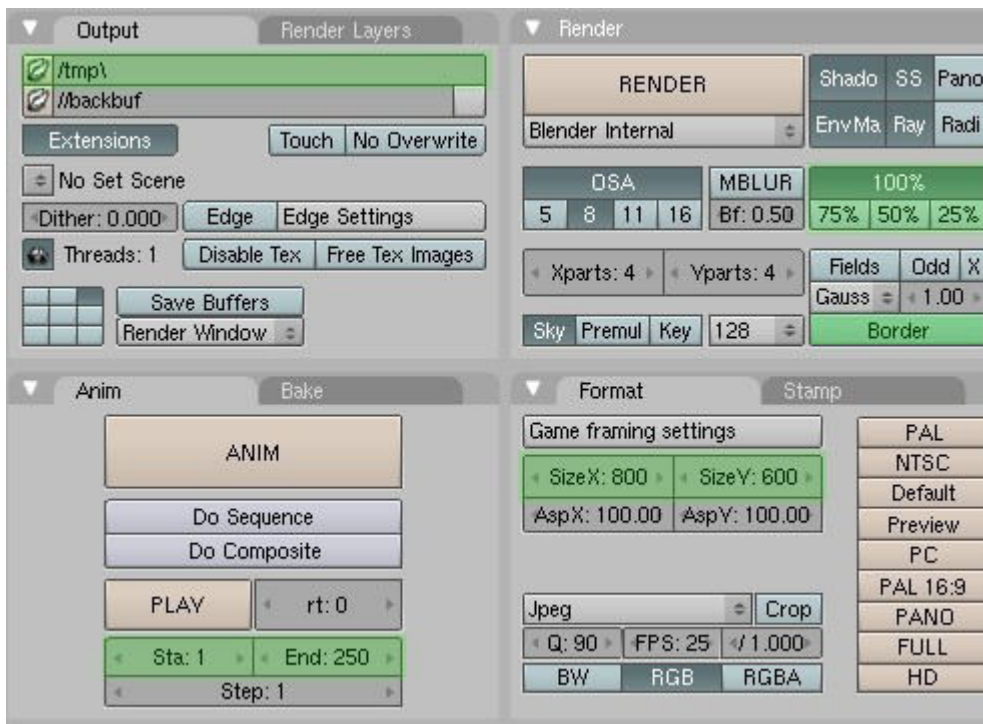 Output
Render Layers
/tmp\
//backbuf
Extensions
Touch
No Overwrite
No Set Scene
Dither: 0.000
Edge
Edge Settings
Threads: 1
Disable Tex
Free Tex Images
Save Buffers
Render Window
Render
RENDER
Shado
SS
Pano
Blender Internal
EnvMa
Ray
Radi
OSA
MBLUR
100%
5
8
11
16
Bf: 0.50
75%
50%
25%
Xparts: 4
Yparts: 4
Fields
Odd
X
Gauss
1.00
Sky
Premul
Key
128
Border
Anim
Bake
ANIM
Do Sequence
Do Composite
PLAY
rt: 0
Sta: 1
End: 250
Step: 1
Format
Stamp
Game framing settings
SizeX: 800
SizeY: 600
AspX: 100.00
AspY: 100.00
Jpeg
Crop
Q: 90
FPS: 25
/ 1.000
BW
RGB
RGBA
PAL
NTSC
Default
Preview
PC
PAL 16:9
PANO
FULL
HD